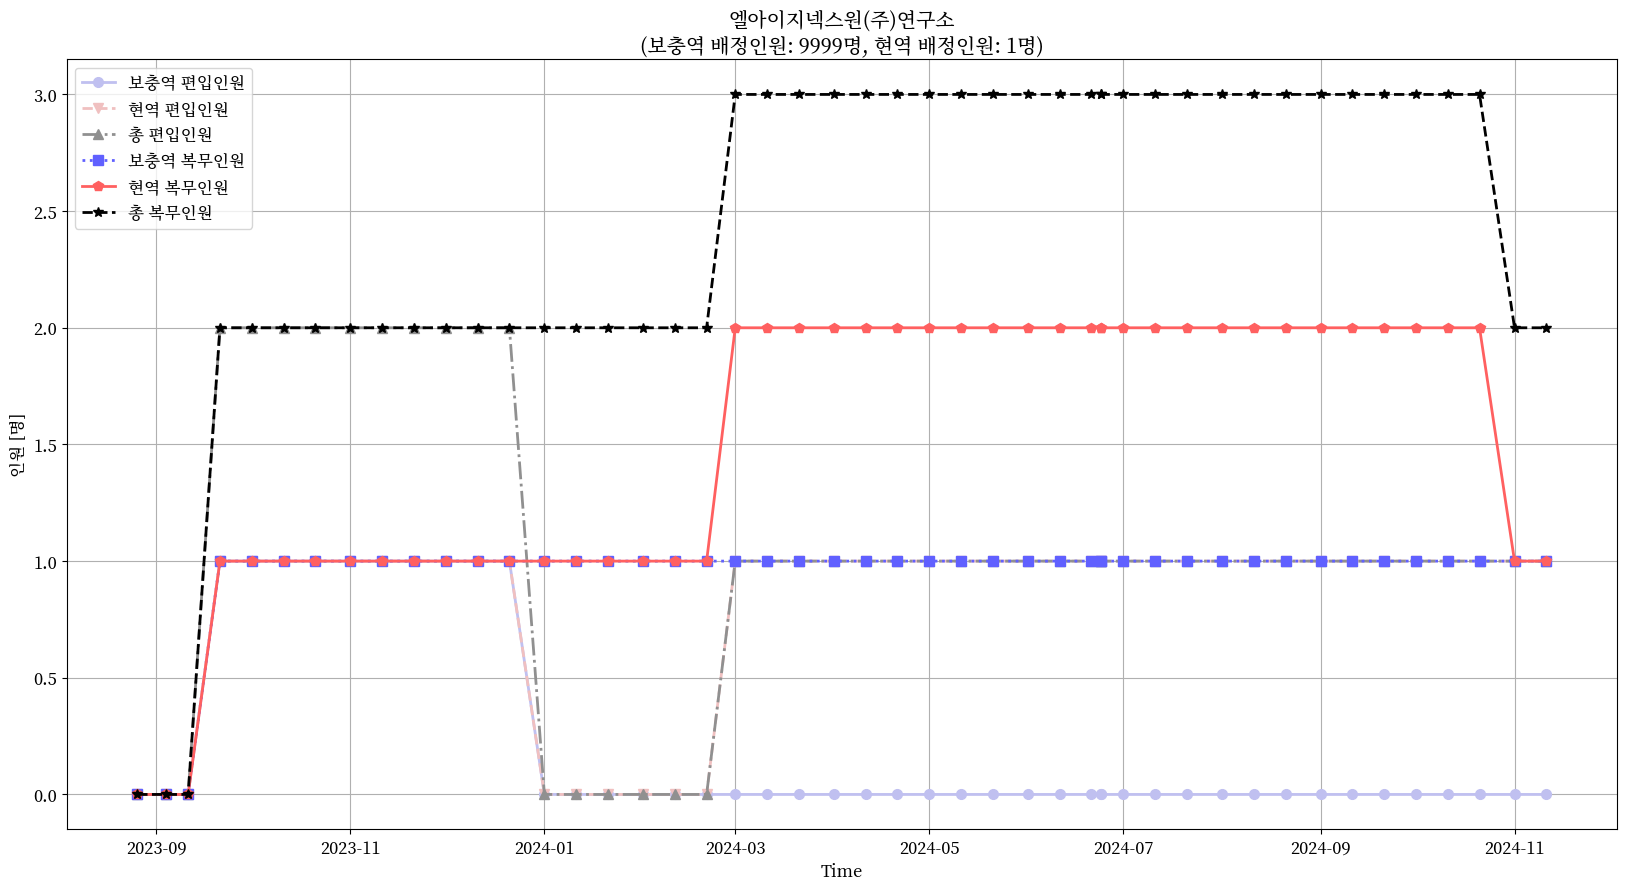 엘아이지넥스원(주)연구소
(보충역 배정인원: 9999명, 현역 배정인원: 1명)
보충역 편입인원
현역 편입인원
총 편입인원
보충역 복무인원
현역 복무인원
총 복무인원
3.0
2.5
2.0
1.5
1.0
0.5
0.0
인원 [명]
2023-09
2023-11
2024-01
2024-03
2024-05
2024-07
2024-09
2024-11
Time